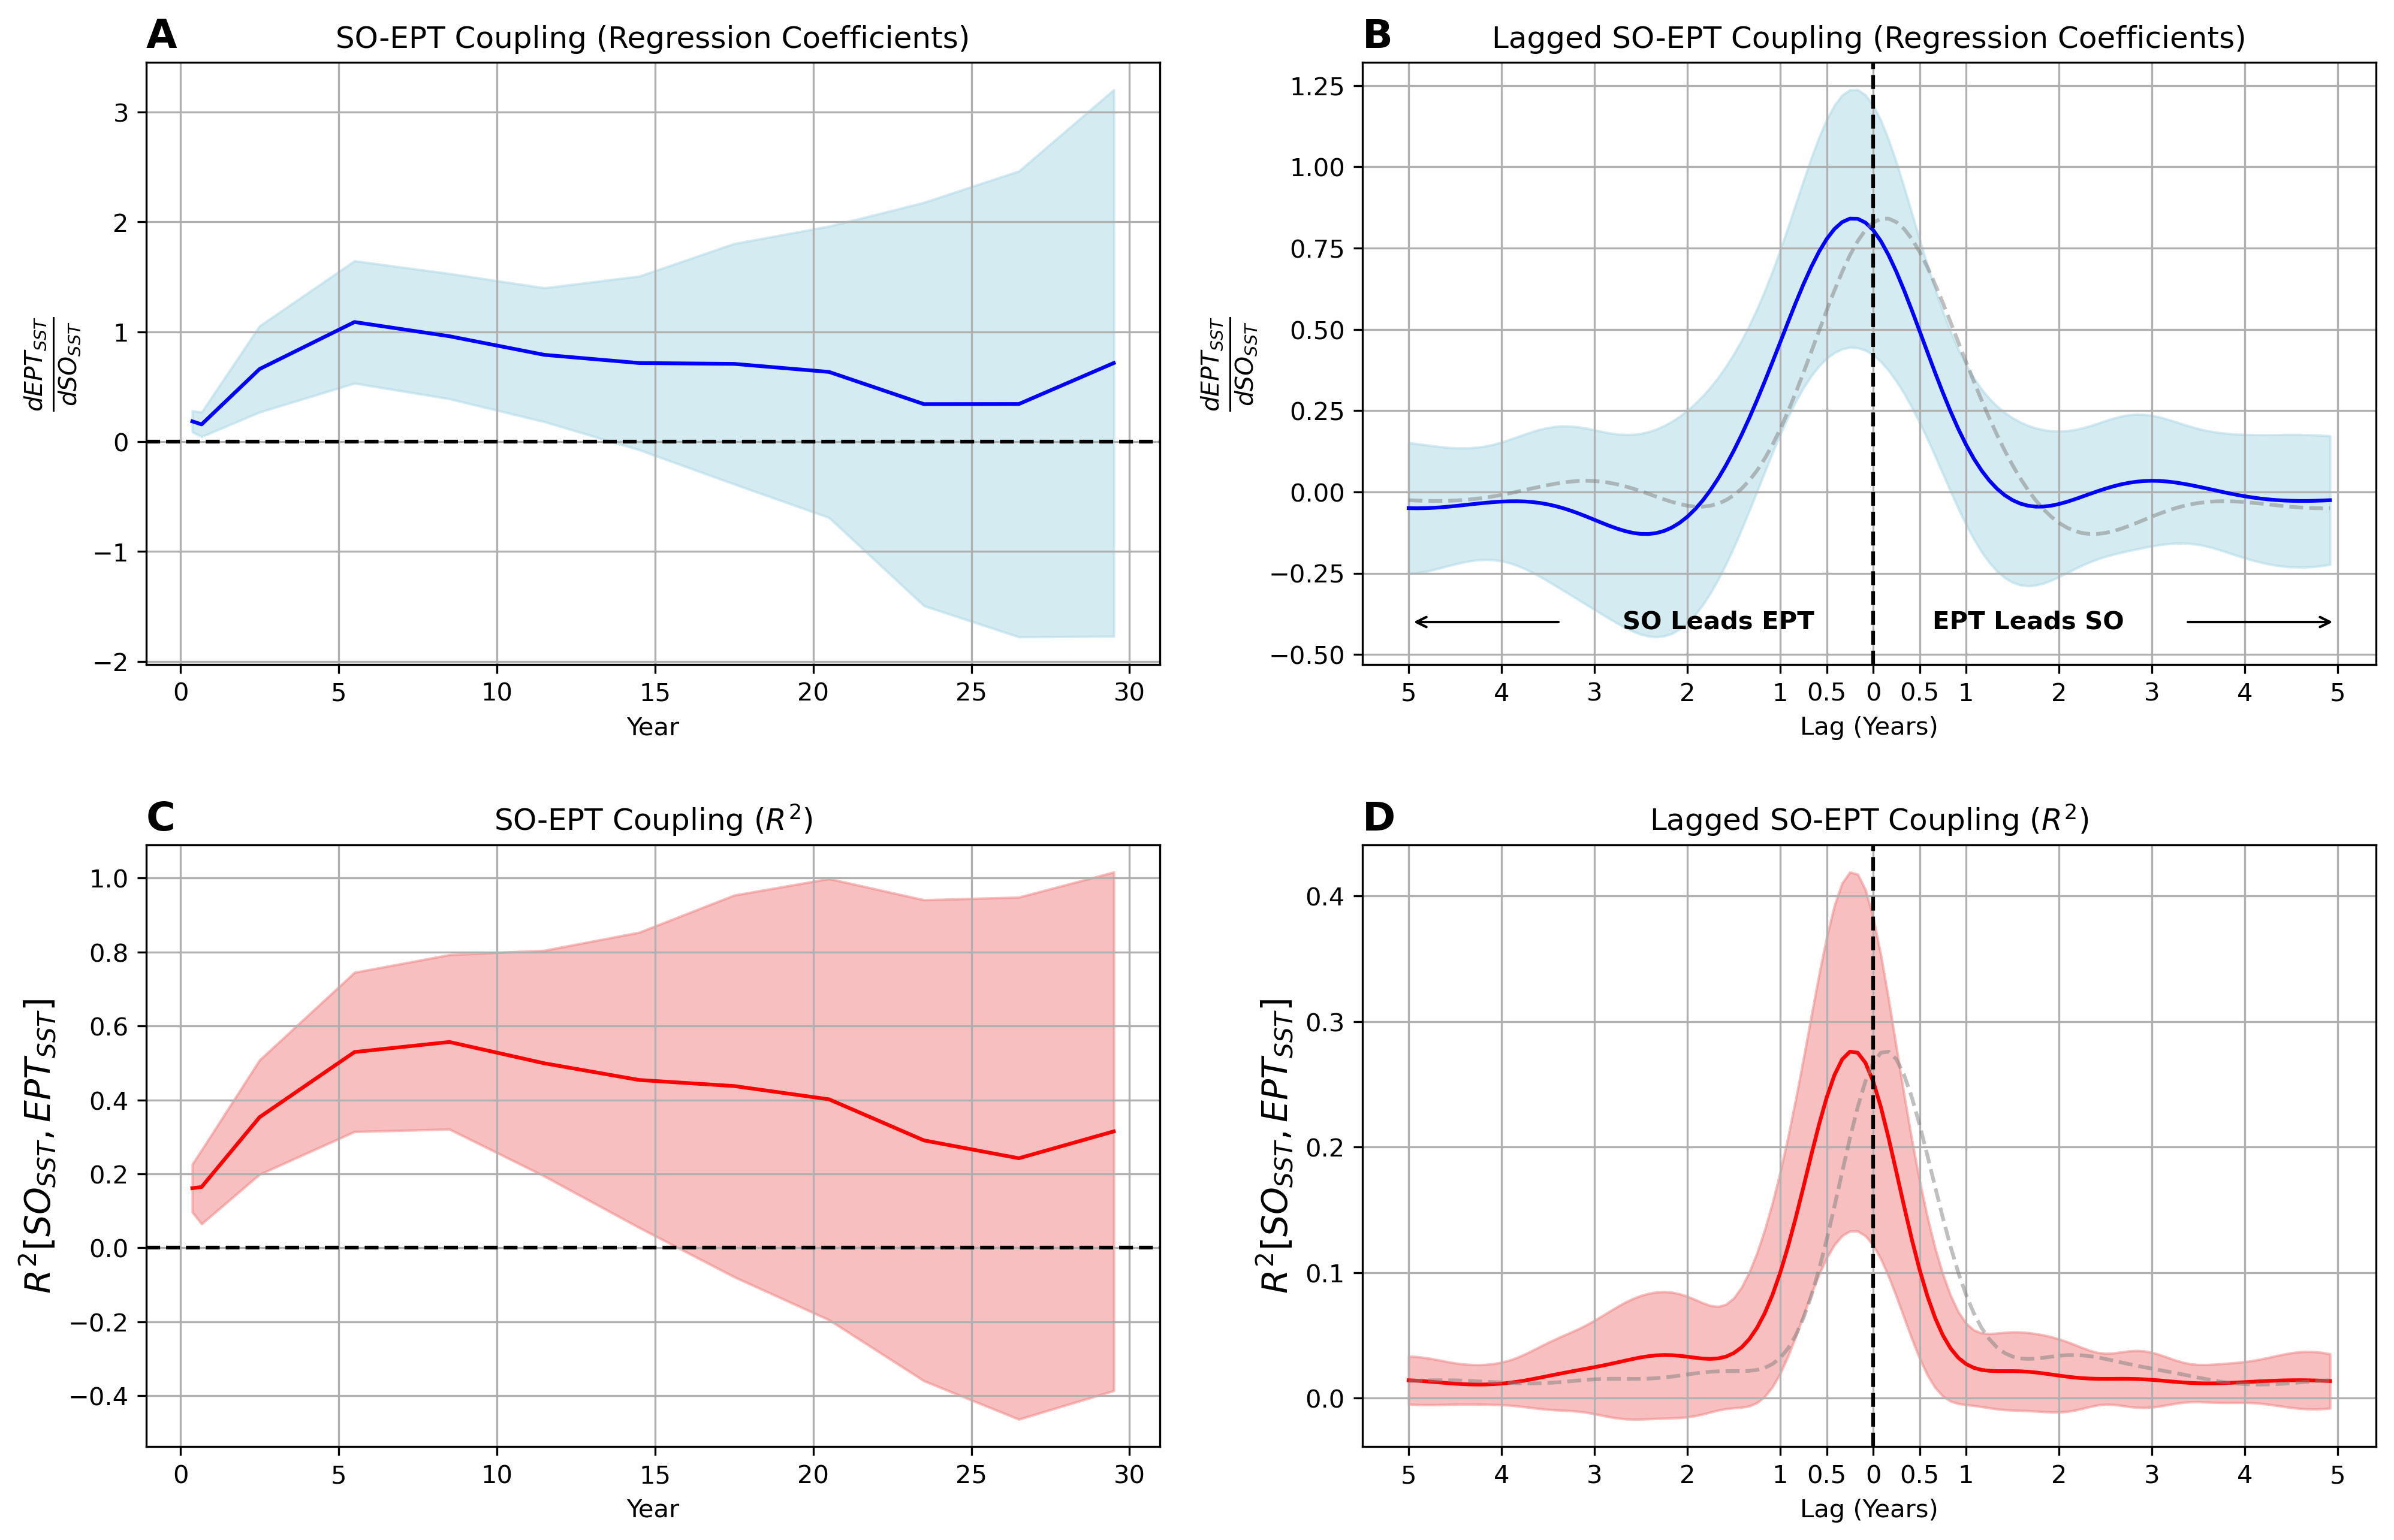 A
SO-EPT Coupling (Regression Coefficients)
3
2
1
0
−1
−2
dEPT_SST
dSO_SST
0 5 10 15 20 25 30
Year
B
Lagged SO-EPT Coupling (Regression Coefficients)
1.25
1.00
0.75
0.50
0.25
0.00
−0.25
−0.50
dEPT_SST
dSO_SST
SO Leads EPT
EPT Leads SO
5 4 3 2 1 0.5 0 0.5 1 2 3 4 5
Lag (Years)
C
SO-EPT Coupling (R²)
1.0
0.8
0.6
0.4
0.2
0.0
−0.2
−0.4
R²[SO_SST, EPT_SST]
0 5 10 15 20 25 30
Year
D
Lagged SO-EPT Coupling (R²)
0.4
0.3
0.2
0.1
0.0
R²[SO_SST, EPT_SST]
5 4 3 2 1 0.5 0 0.5 1 2 3 4 5
Lag (Years)